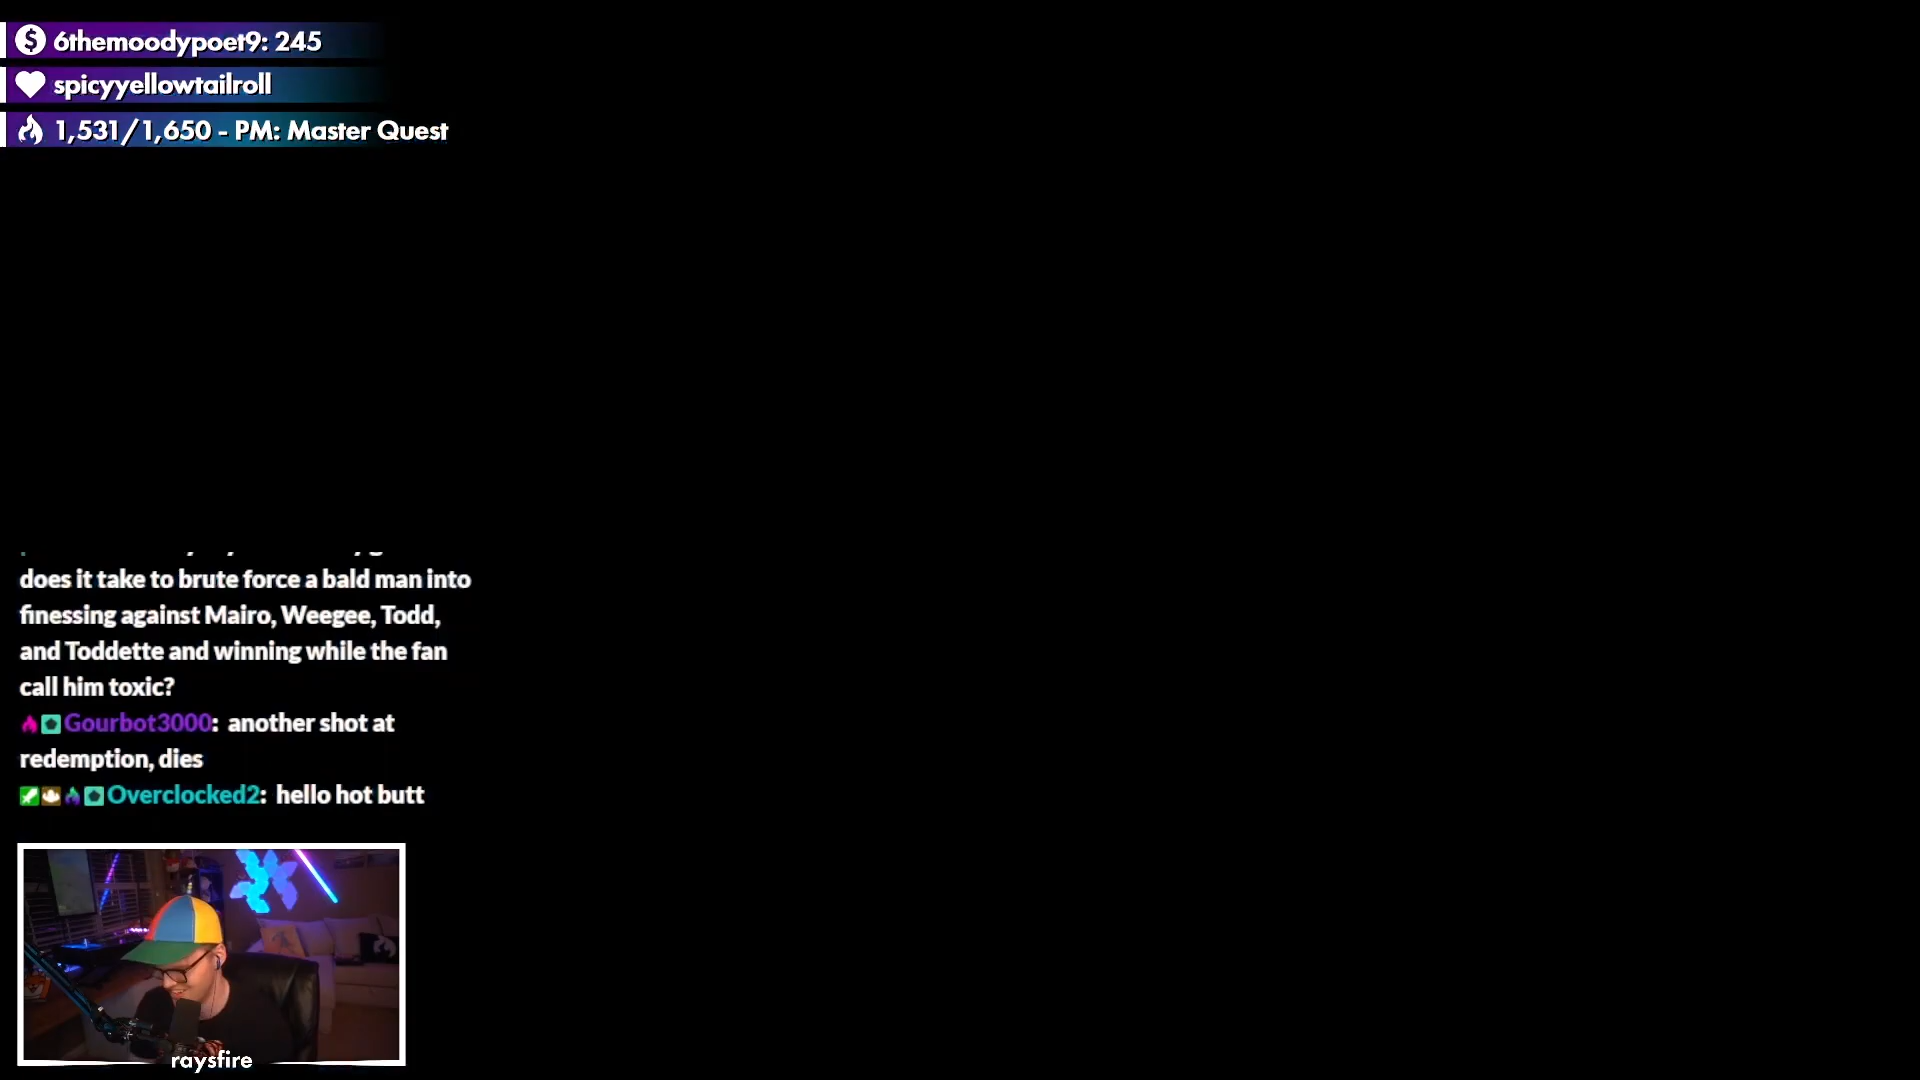 6themoodypoet9: 245
spicyyellowtailroll
1,531/1,650 - PM: Master Quest
does it take to brute force a bald man into
finessing against Mairo, Weegee, Todd,
and Toddette and winning while the fan
call him toxic?
Gourbot3000: another shot at
redemption, dies
Overclocked2: hello hot butt
raysfire